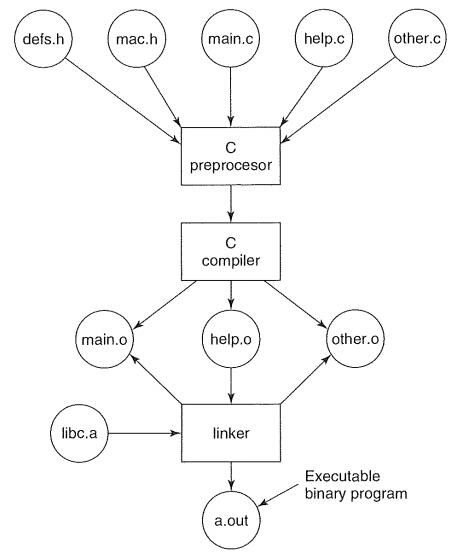 defs.h
mac.h
main.c
help.c
other.c
C
preprocesor
C
compiler
main.o
help.o
other.o
libc.a
linker
Executable
binary program
a.out